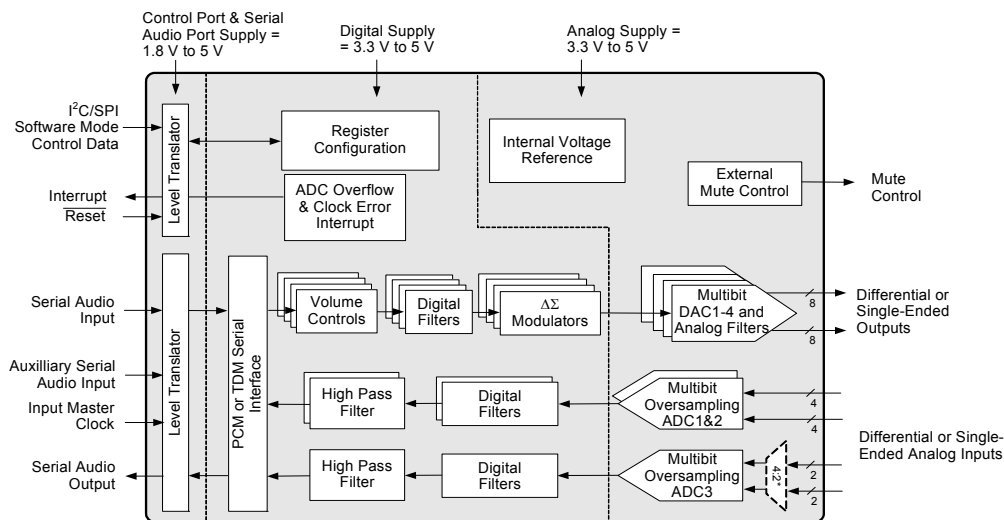 Control Port & Serial
Audio Port Supply =
1.8 V to 5 V
Digital Supply
= 3.3 V to 5 V
Analog Supply =
3.3 V to 5 V
I²C/SPI
Software Mode
Control Data
Level Translator
Register
Configuration
Internal Voltage
Reference
External
Mute Control
Mute
Control
Interrupt
Reset
ADC Overflow
& Clock Error
Interrupt
Serial Audio
Input
Auxilliary Serial
Audio Input
Input Master
Clock
Serial Audio
Output
Level Translator
PCM or TDM Serial
Interface
Volume
Controls
Digital
Filters
ΔΣ
Modulators
Multibit
DAC1-4 and
Analog Filters
8
8
Differential or
Single-Ended
Outputs
High Pass
Filter
Digital
Filters
Multibit
Oversampling
ADC1&2
4
4
High Pass
Filter
Digital
Filters
Multibit
Oversampling
ADC3
4:2*
2
2
Differential or Single-
Ended Analog Inputs